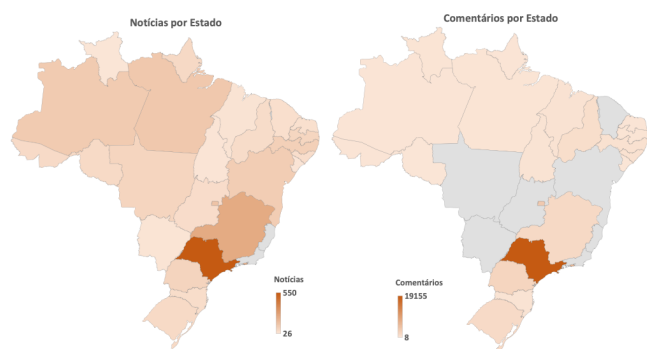 Notícias por Estado
Comentários por Estado
Notícias
550
26
Comentários
19155
8